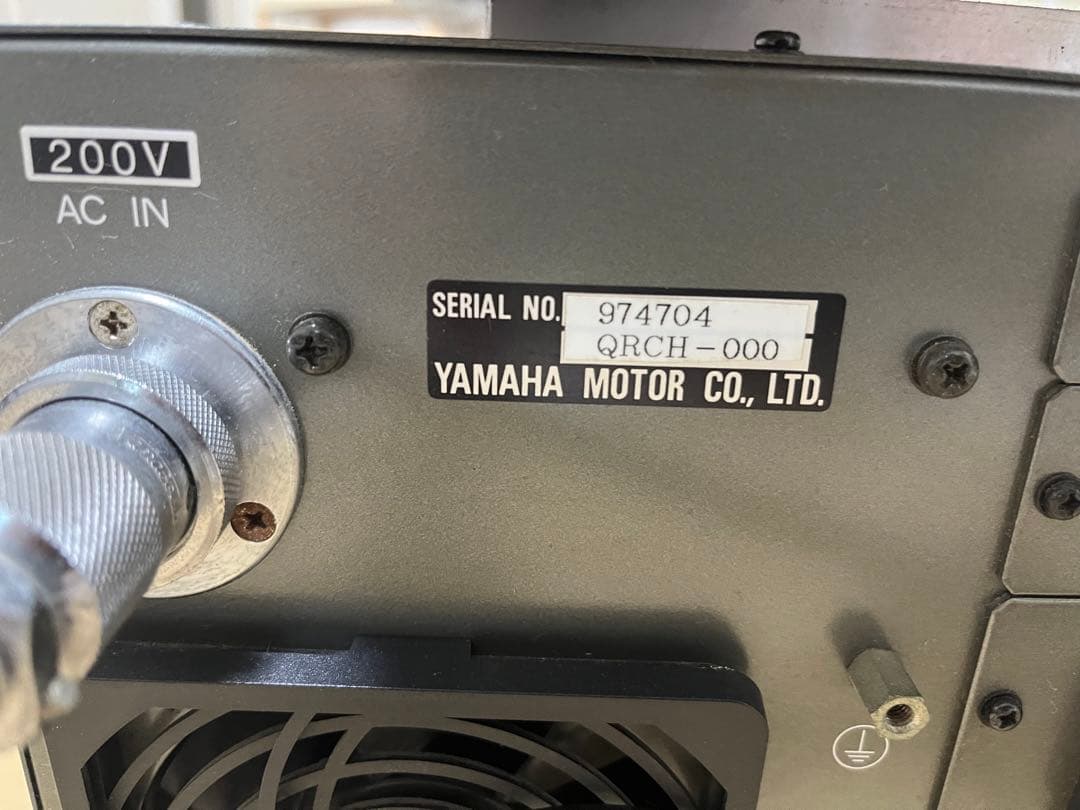 200V
AC IN
SERIAL NO. 974704
QRCH-000
YAMAHA MOTOR CO., LTD.